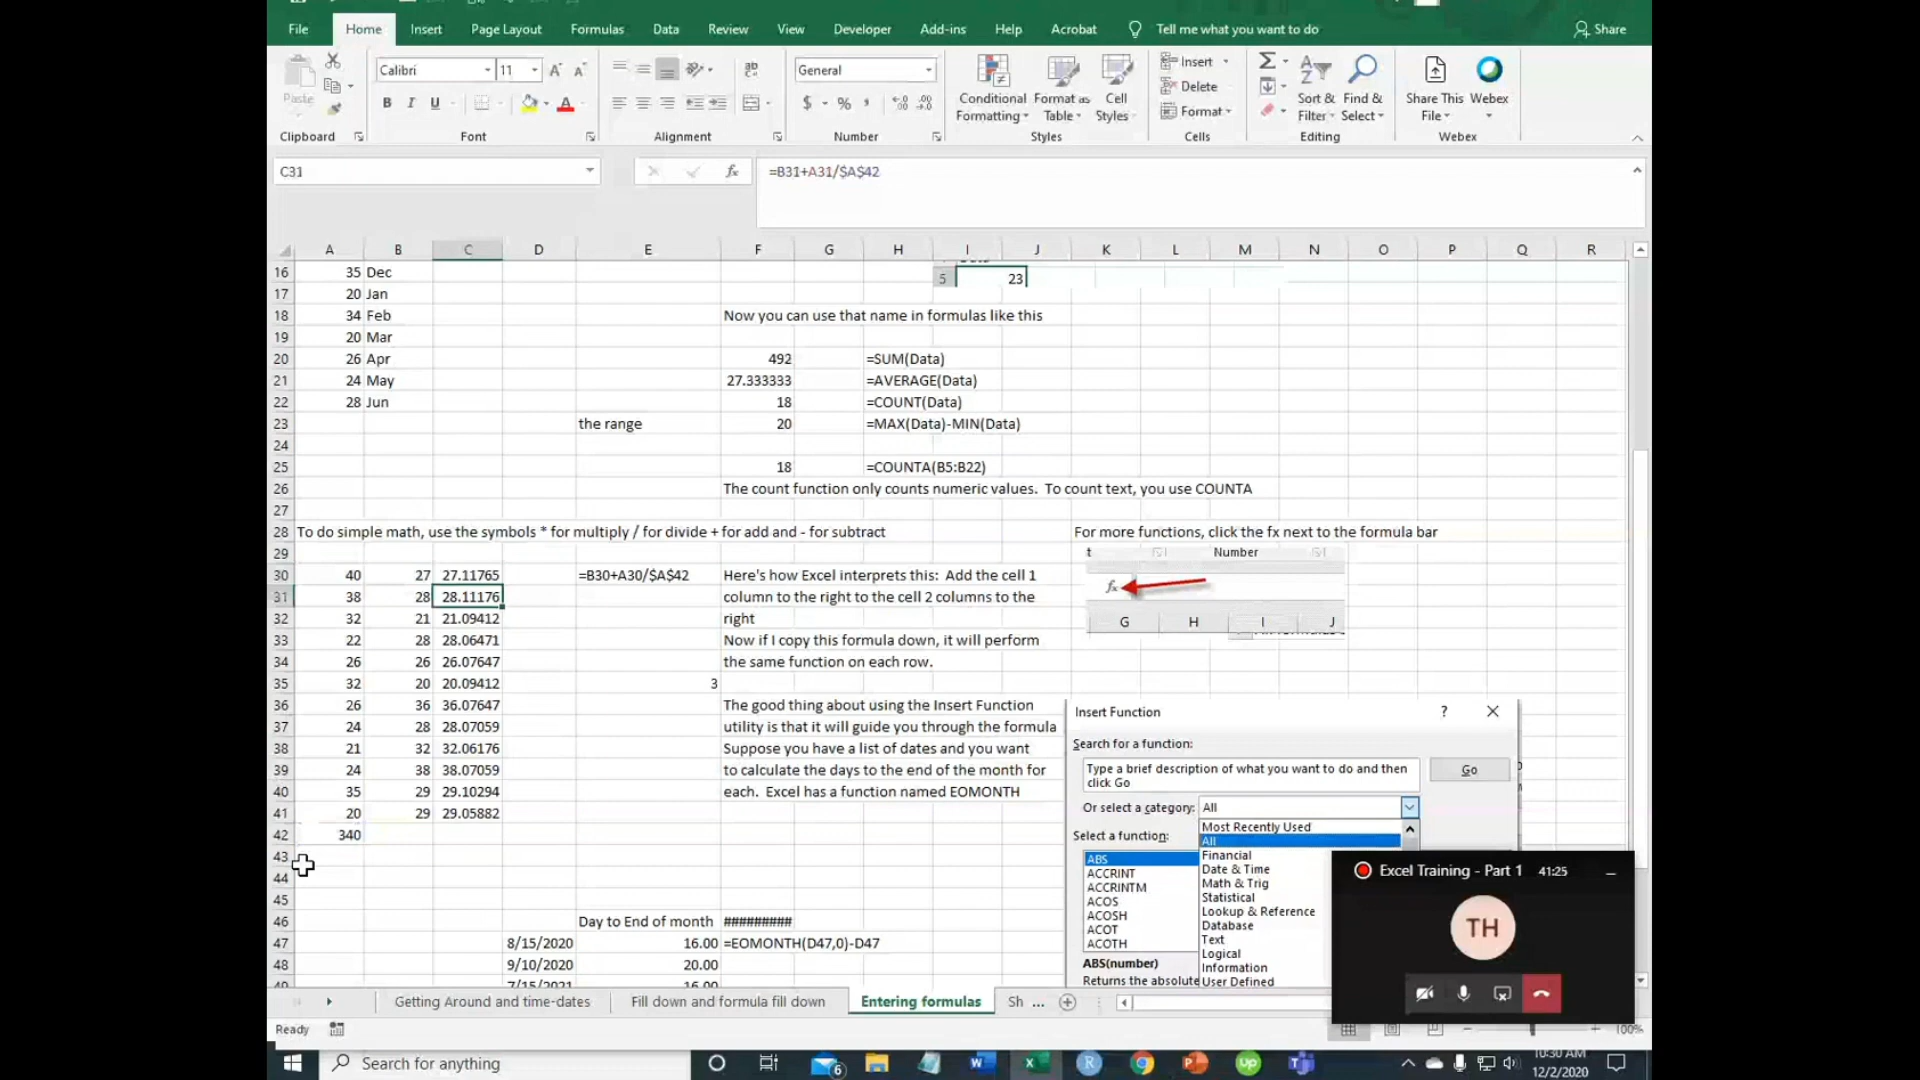 File Home Insert Page Layout Formulas Data Review View Developer Add-ins Help Acrobat Tell me what you want to do Share
Calibri 11 General Insert Delete Format
Paste B I U $ % Conditional Formatting Format as Table Cell Styles Sort & Filter Find & Select Share This File Webex
Clipboard Font Alignment Number Styles Cells Editing Webex
C31 fx =B31+A31/$A$42
A B C D E F G H I J K L M N O P Q R
16 35 Dec 5 23
17 20 Jan
18 34 Feb Now you can use that name in formulas like this
19 20 Mar
20 26 Apr 492 =SUM(Data)
21 24 May 27.333333 =AVERAGE(Data)
22 28 Jun 18 =COUNT(Data)
23 the range 20 =MAX(Data)-MIN(Data)
24
25 18 =COUNTA(B5:B22)
26 The count function only counts numeric values. To count text, you use COUNTA
27
28 To do simple math, use the symbols * for multiply / for divide + for add and - for subtract For more functions, click the fx next to the formula bar
29 t Number
30 40 27 27.11765 =B30+A30/$A$42 Here's how Excel interprets this: Add the cell 1
31 38 28 28.11176 column to the right to the cell 2 columns to the fx
32 32 21 21.09412 right G H I J
33 22 28 28.06471 Now if I copy this formula down, it will perform
34 26 26 26.07647 the same function on each row.
35 32 20 20.09412 3
36 26 36 36.07647 The good thing about using the Insert Function Insert Function ?
37 24 28 28.07059 utility is that it will guide you through the formula
38 21 32 32.06176 Suppose you have a list of dates and you want Search for a function:
39 24 38 38.07059 to calculate the days to the end of the month for Type a brief description of what you want to do and then click Go Go
40 35 29 29.10294 each. Excel has a function named EOMONTH Or select a category: All
41 20 29 29.05882
42 340 Select a function:
43
44
45
46 Day to End of month #########
47 8/15/2020 16.00 =EOMONTH(D47,0)-D47
48 9/10/2020 20.00
49 7/15/2021 16.00
Most Recently Used
All
Financial
Date & Time
Math & Trig
Statistical
Lookup & Reference
Database
Text
Logical
Information
User Defined
ABS
ACCRINT
ACCRINTM
ACOS
ACOSH
ACOT
ACOTH
ABS(number)
Returns the absolute
Excel Training - Part 1 41:25
TH
Getting Around and time-dates Fill down and formula fill down Entering formulas Sh ...
Ready 100%
Search for anything 6 10:30 AM
12/2/2020